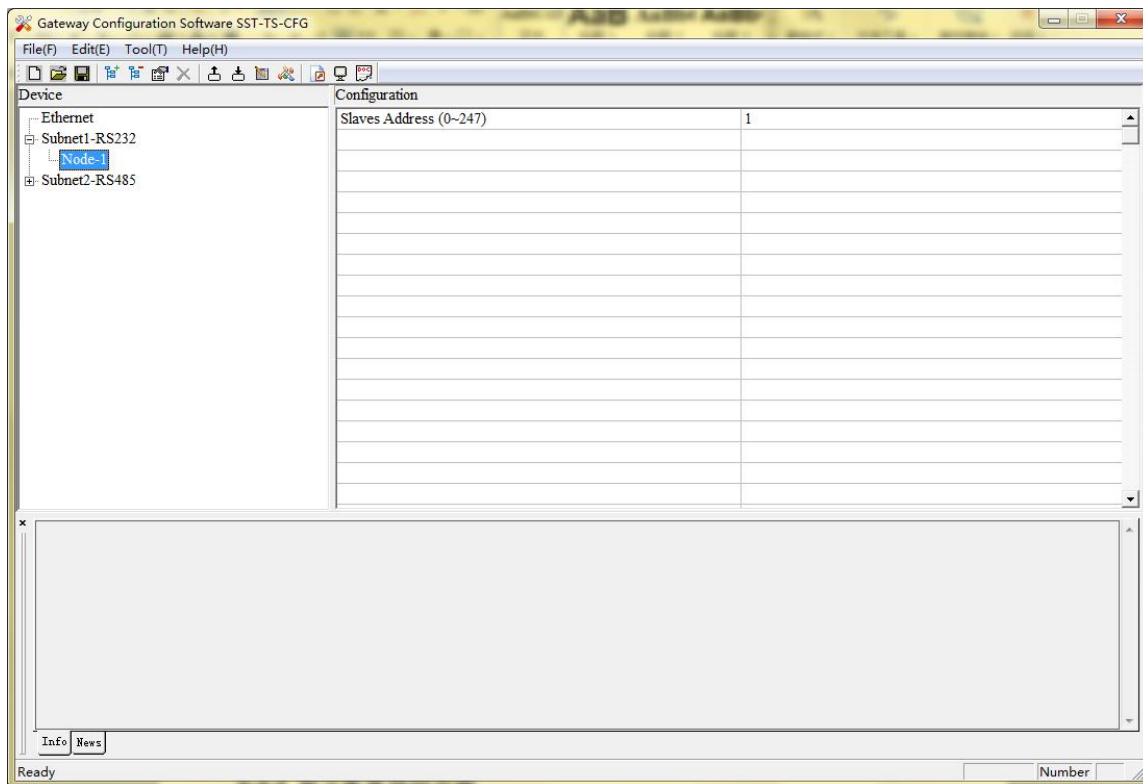 Gateway Configuration Software SST-TS-CFG
File(F) Edit(E) Tool(T) Help(H)
Device
Configuration
Ethernet
Subnet1-RS232
Node-1
Subnet2-RS485
Slaves Address (0~247) 1
Info News
Ready
Number